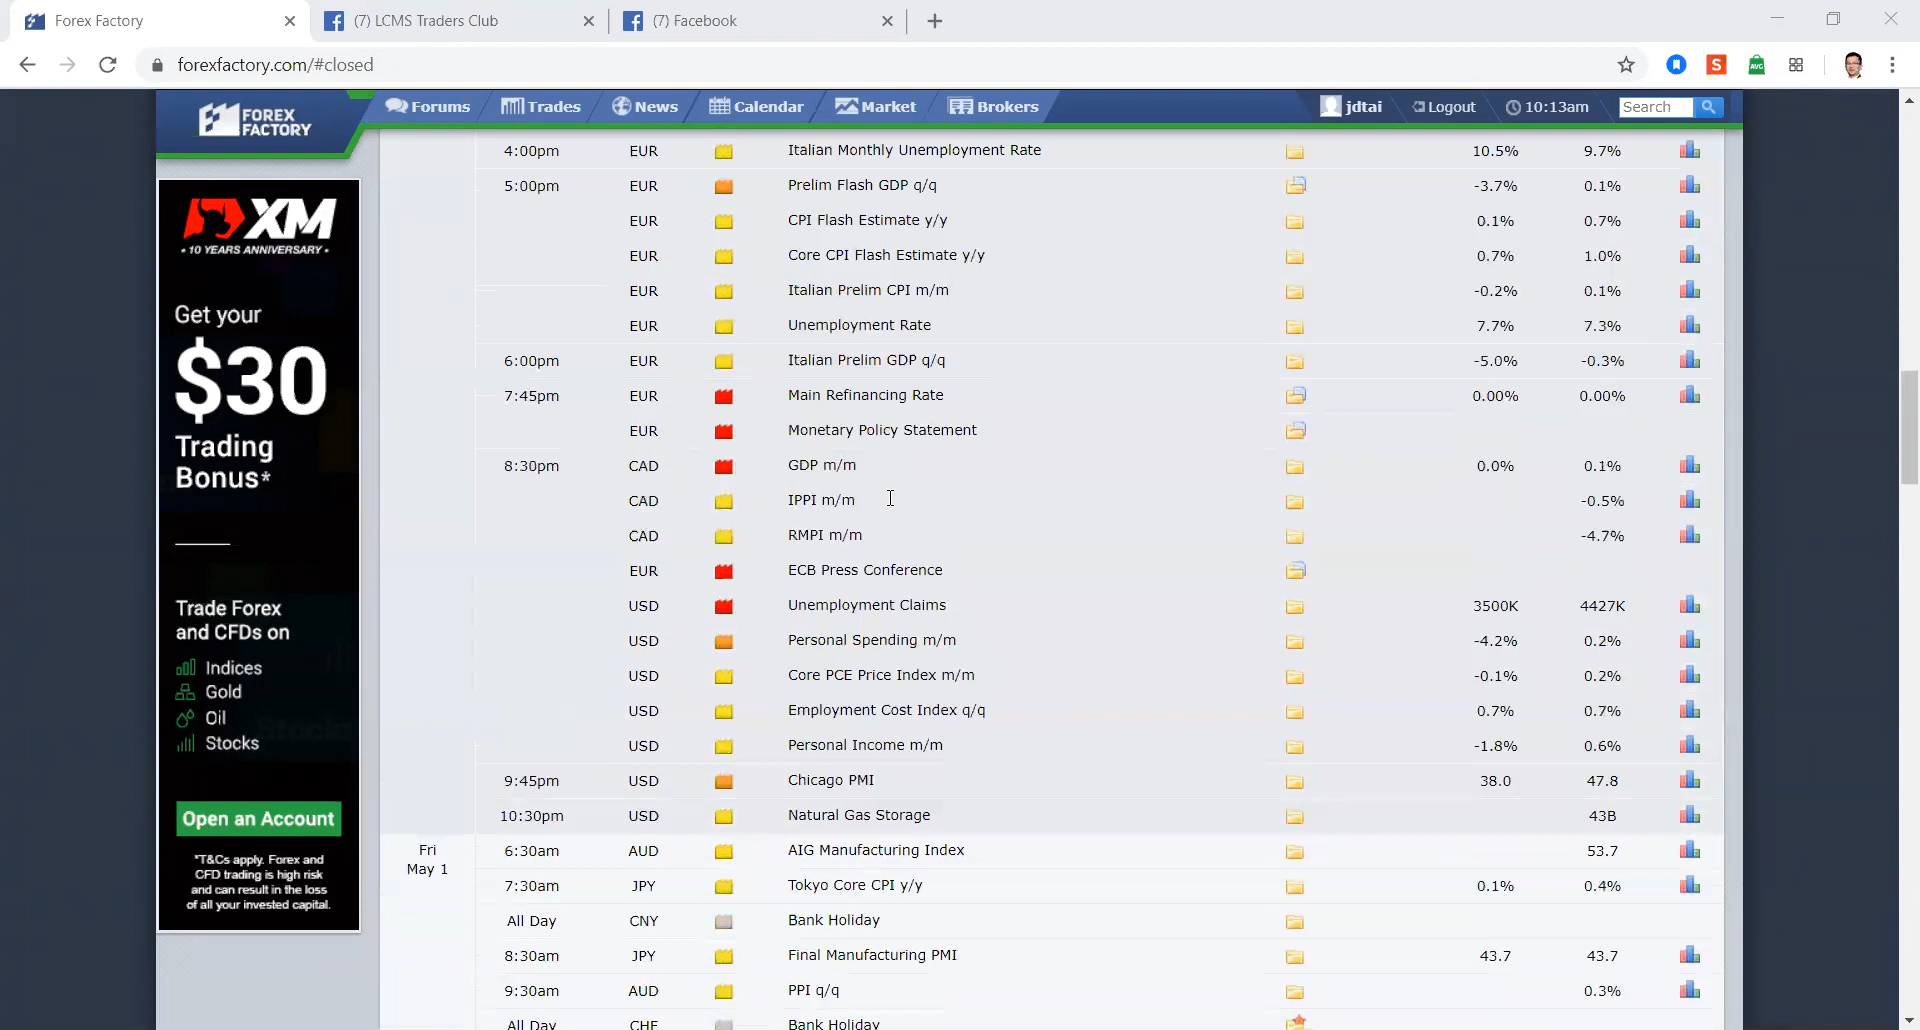 Forex Factory
(7) LCMS Traders Club
(7) Facebook
forexfactory.com/#closed
S
AVG
FOREX FACTORY
Forums
Trades
News
Calendar
Market
Brokers
jdtai
Logout
10:13am
Search
4:00pm EUR Italian Monthly Unemployment Rate 10.5% 9.7%
5:00pm EUR Prelim Flash GDP q/q -3.7% 0.1%
EUR CPI Flash Estimate y/y 0.1% 0.7%
EUR Core CPI Flash Estimate y/y 0.7% 1.0%
EUR Italian Prelim CPI m/m -0.2% 0.1%
EUR Unemployment Rate 7.7% 7.3%
6:00pm EUR Italian Prelim GDP q/q -5.0% -0.3%
7:45pm EUR Main Refinancing Rate 0.00% 0.00%
EUR Monetary Policy Statement
8:30pm CAD GDP m/m 0.0% 0.1%
CAD IPPI m/m -0.5%
CAD RMPI m/m -4.7%
EUR ECB Press Conference
USD Unemployment Claims 3500K 4427K
USD Personal Spending m/m -4.2% 0.2%
USD Core PCE Price Index m/m -0.1% 0.2%
USD Employment Cost Index q/q 0.7% 0.7%
USD Personal Income m/m -1.8% 0.6%
9:45pm USD Chicago PMI 38.0 47.8
10:30pm USD Natural Gas Storage 43B
Fri May 1 6:30am AUD AIG Manufacturing Index 53.7
7:30am JPY Tokyo Core CPI y/y 0.1% 0.4%
All Day CNY Bank Holiday
8:30am JPY Final Manufacturing PMI 43.7 43.7
9:30am AUD PPI q/q 0.3%
All Day CHF Bank Holiday
XM
• 10 YEARS ANNIVERSARY •
Get your
$30
Trading
Bonus*
Trade Forex
and CFDs on
Indices
Gold
Oil
Stocks
Open an Account
*T&Cs apply. Forex and
CFD trading is high risk
and can result in the loss
of all your invested capital.